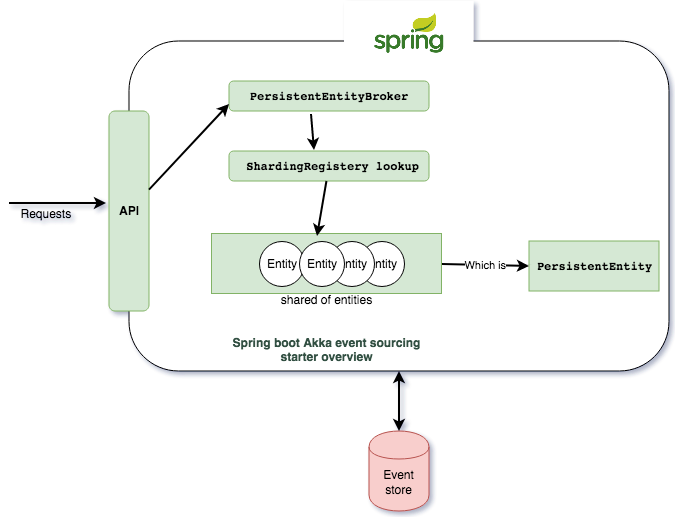 spring
PersistentEntityBroker
ShardingRegistery lookup
API
Requests
Entity
Entity
ntity
ntity
Which is
PersistentEntity
shared of entities
Spring boot Akka event sourcing
starter overview
Event
store